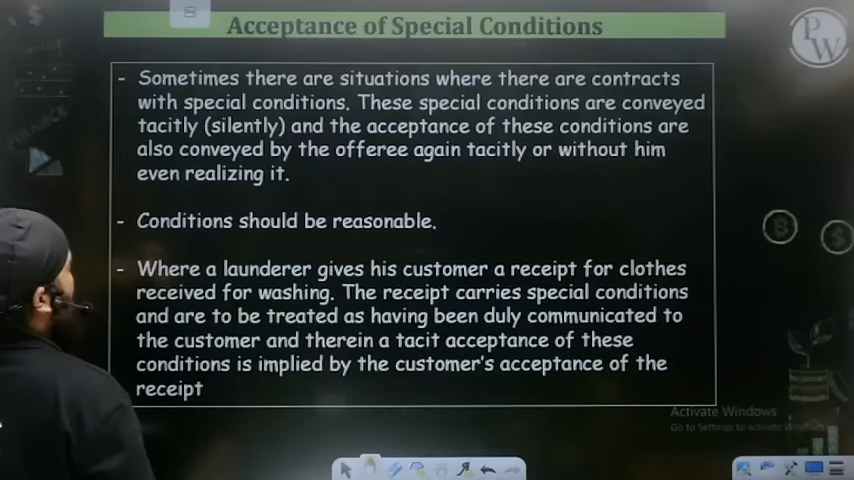 Acceptance of Special Conditions
- Sometimes there are situations where there are contracts
with special conditions. These special conditions are conveyed
tacitly (silently) and the acceptance of these conditions are
also conveyed by the offeree again tacitly or without him
even realizing it.
- Conditions should be reasonable.
- Where a launderer gives his customer a receipt for clothes
received for washing. The receipt carries special conditions
and are to be treated as having been duly communicated to
the customer and therein a tacit acceptance of these
conditions is implied by the customer's acceptance of the
receipt
PW
Activate Windows
Go to Settings to activate Windows